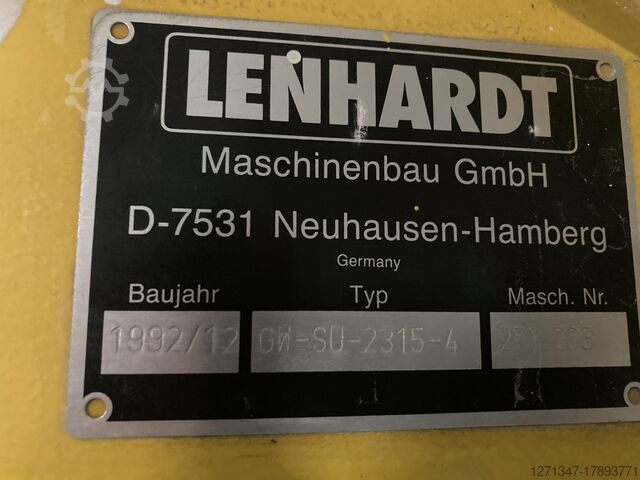 LENHARDT
Maschinenbau GmbH
D-7531 Neuhausen-Hamberg
Germany
Baujahr Typ Masch. Nr.
1992/12 GW-SU-2315-4
1271347-17893771